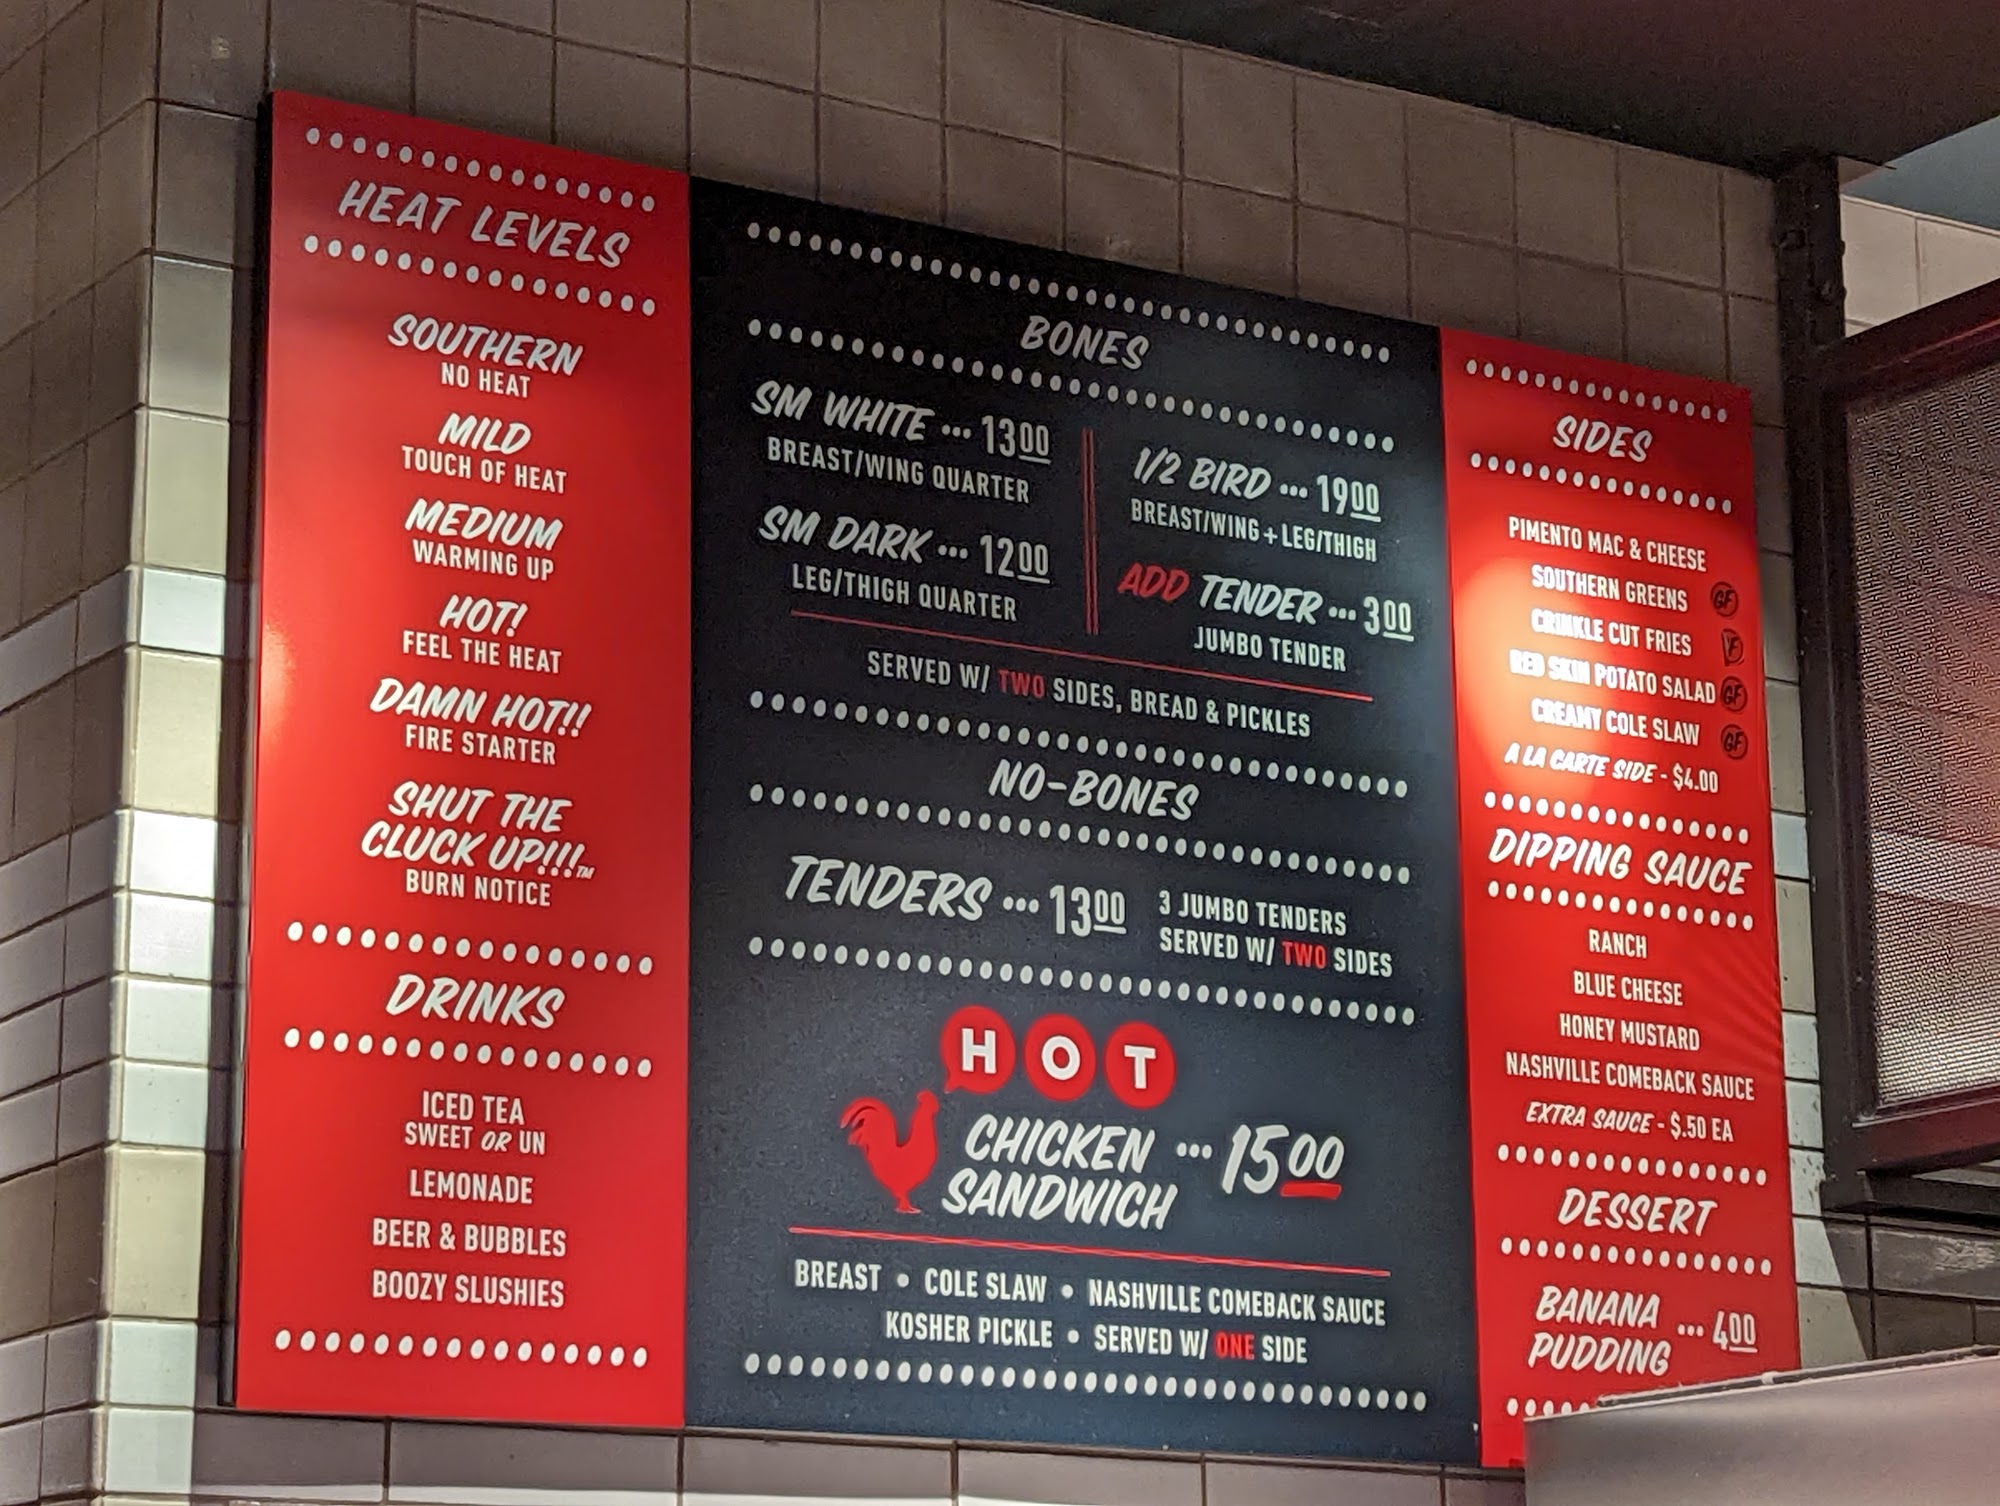 HEAT LEVELS
SOUTHERN
NO HEAT
MILD
TOUCH OF HEAT
MEDIUM
WARMING UP
HOT!
FEEL THE HEAT
DAMN HOT!!
FIRE STARTER
SHUT THE
CLUCK UP!!!™
BURN NOTICE
DRINKS
ICED TEA
SWEET OR UN
LEMONADE
BEER & BUBBLES
BOOZY SLUSHIES
BONES
SM WHITE ... 1300
BREAST/WING QUARTER
SM DARK ... 1200
LEG/THIGH QUARTER
1/2 BIRD ... 1900
BREAST/WING + LEG/THIGH
ADD TENDER ... 300
JUMBO TENDER
SERVED W/ TWO SIDES, BREAD & PICKLES
NO-BONES
TENDERS ... 1300
3 JUMBO TENDERS
SERVED W/ TWO SIDES
HOT
CHICKEN
SANDWICH ... 1500
BREAST • COLE SLAW • NASHVILLE COMEBACK SAUCE
KOSHER PICKLE • SERVED W/ ONE SIDE
SIDES
PIMENTO MAC & CHEESE
SOUTHERN GREENS GF
CRINKLE CUT FRIES
RED SKIN POTATO SALAD GF
CREAMY COLE SLAW GF
A LA CARTE SIDE - $4.00
DIPPING SAUCE
RANCH
BLUE CHEESE
HONEY MUSTARD
NASHVILLE COMEBACK SAUCE
EXTRA SAUCE - $.50 EA
DESSERT
BANANA
PUDDING ... 400